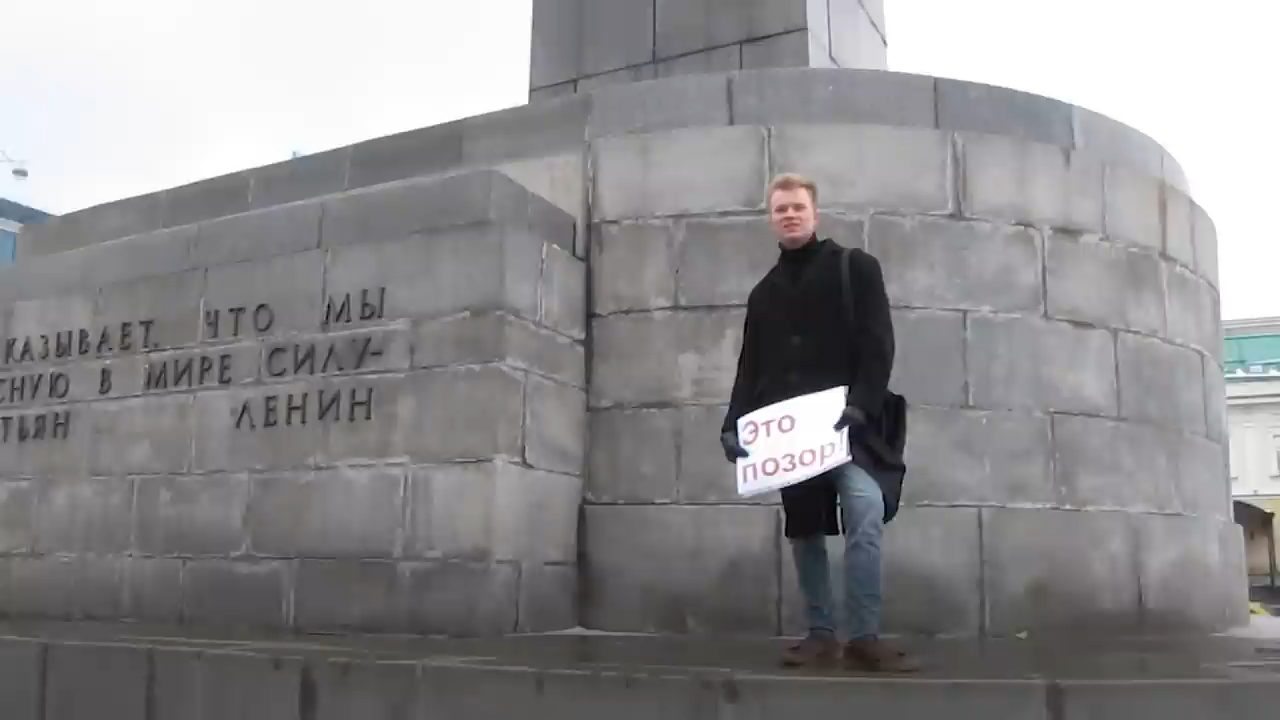 КАЗЫВАЕТ, ЧТО МЫ
СНУЮ В МИРЕ СИЛУ-
ТЬЯН ЛЕНИН
Это
позор!